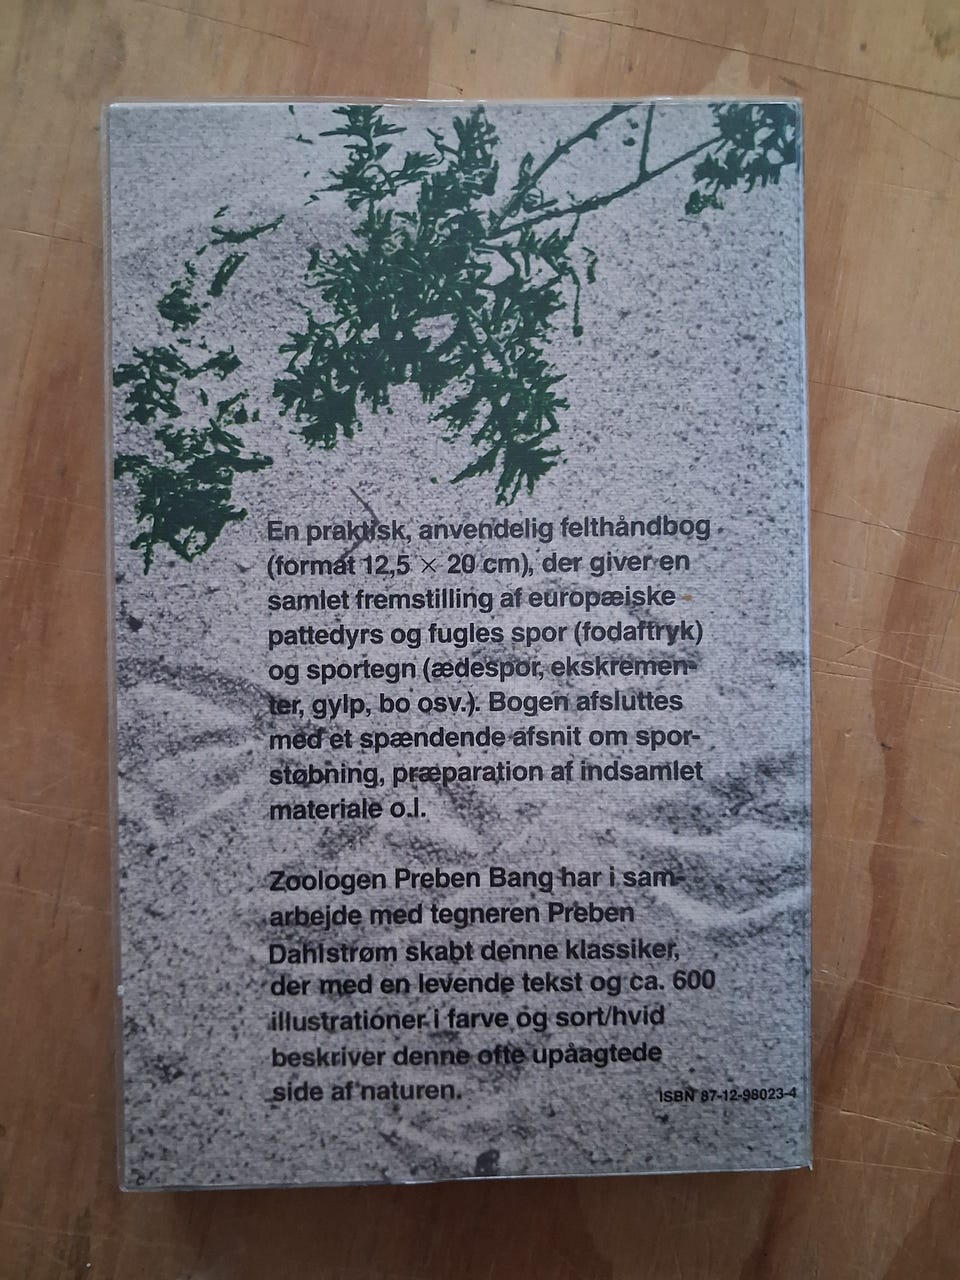 En praktisk, anvendelig felthåndbog
(format 12,5 × 20 cm), der giver en
samlet fremstilling af europæiske
pattedyrs og fugles spor (fodaftryk)
og sportegn (ædespor, ekskremen-
ter, gylp, bo osv.). Bogen afsluttes
med et spændende afsnit om spor-
støbning, præparation af indsamlet
materiale o.l.
Zoologen Preben Bang har i sam-
arbejde med tegneren Preben
Dahlstrøm skabt denne klassiker,
der med en levende tekst og ca. 600
illustrationer i farve og sort/hvid
beskriver denne ofte upåagtede
side af naturen.
ISBN 87-12-98023-4